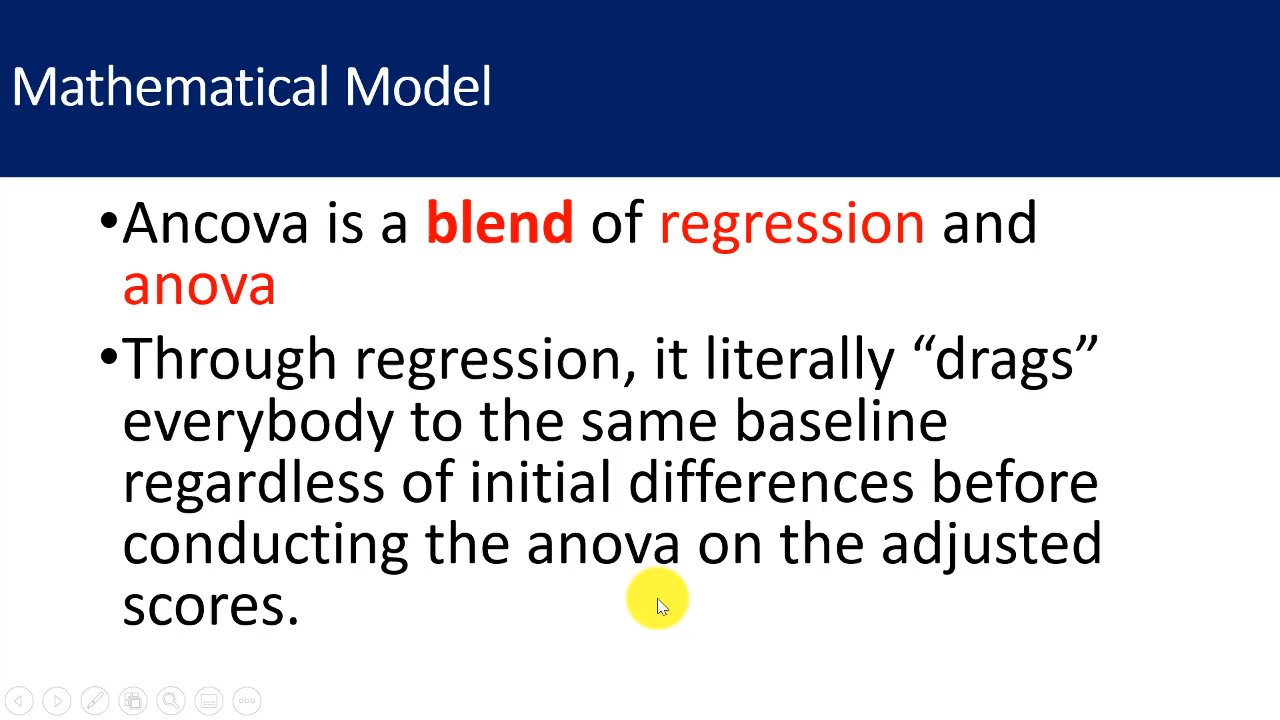 Mathematical Model
•Ancova is a blend of regression and
anova
•Through regression, it literally “drags”
everybody to the same baseline
regardless of initial differences before
conducting the anova on the adjusted
scores.